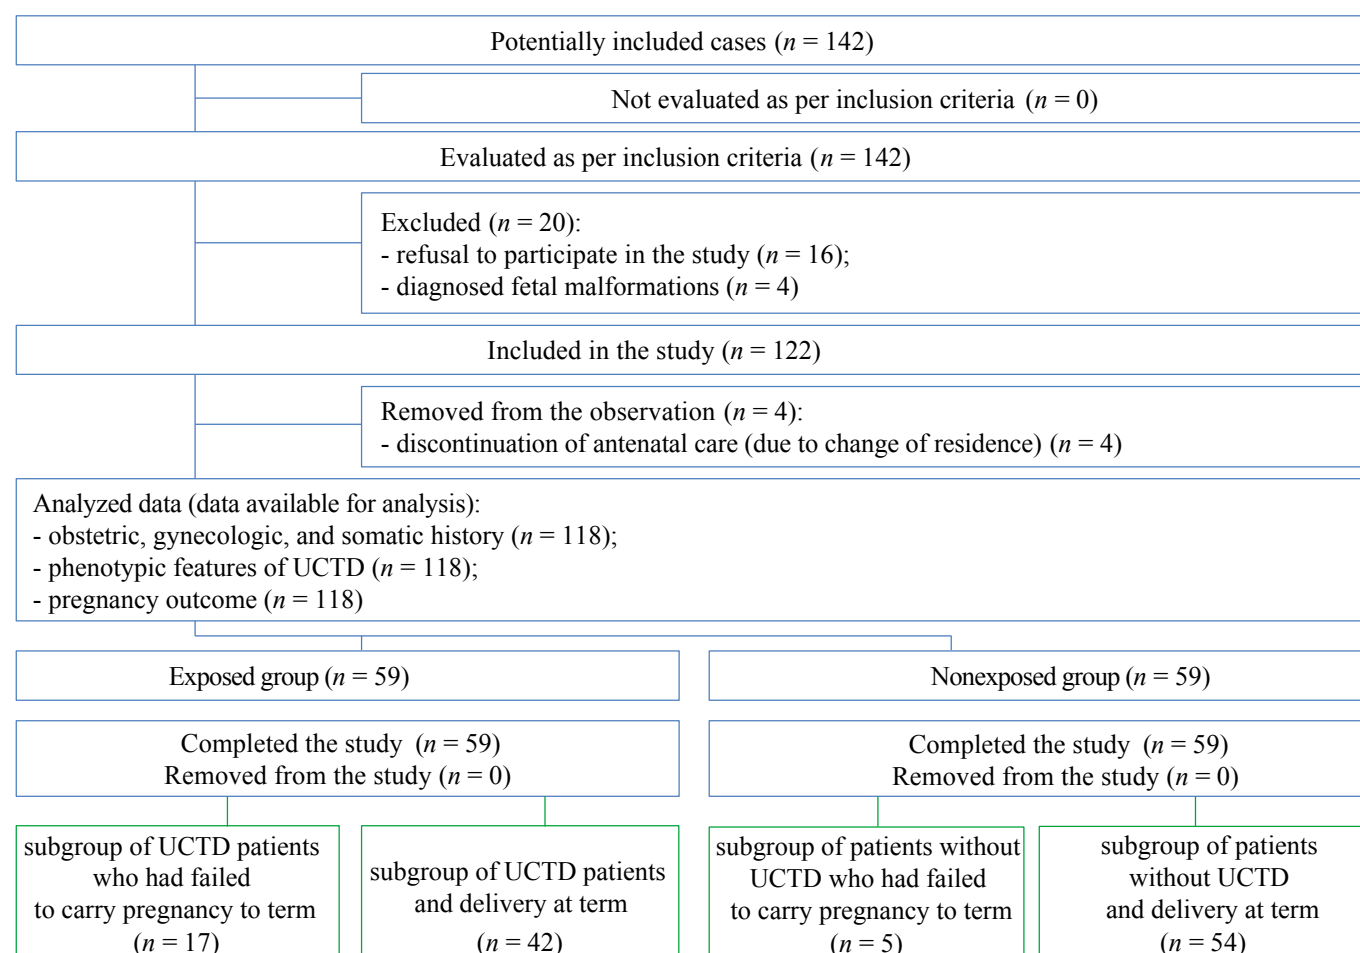 Potentially included cases (n = 142)
Not evaluated as per inclusion criteria (n = 0)
Evaluated as per inclusion criteria (n = 142)
Excluded (n = 20):
- refusal to participate in the study (n = 16);
- diagnosed fetal malformations (n = 4)
Included in the study (n = 122)
Removed from the observation (n = 4):
- discontinuation of antenatal care (due to change of residence) (n = 4)
Analyzed data (data available for analysis):
- obstetric, gynecologic, and somatic history (n = 118);
- phenotypic features of UCTD (n = 118);
- pregnancy outcome (n = 118)
Exposed group (n = 59)
Nonexposed group (n = 59)
Completed the study (n = 59)
Removed from the study (n = 0)
Completed the study (n = 59)
Removed from the study (n = 0)
subgroup of UCTD patients
who had failed
to carry pregnancy to term
(n = 17)
subgroup of UCTD patients
and delivery at term
(n = 42)
subgroup of patients without
UCTD who had failed
to carry pregnancy to term
(n = 5)
subgroup of patients
without UCTD
and delivery at term
(n = 54)